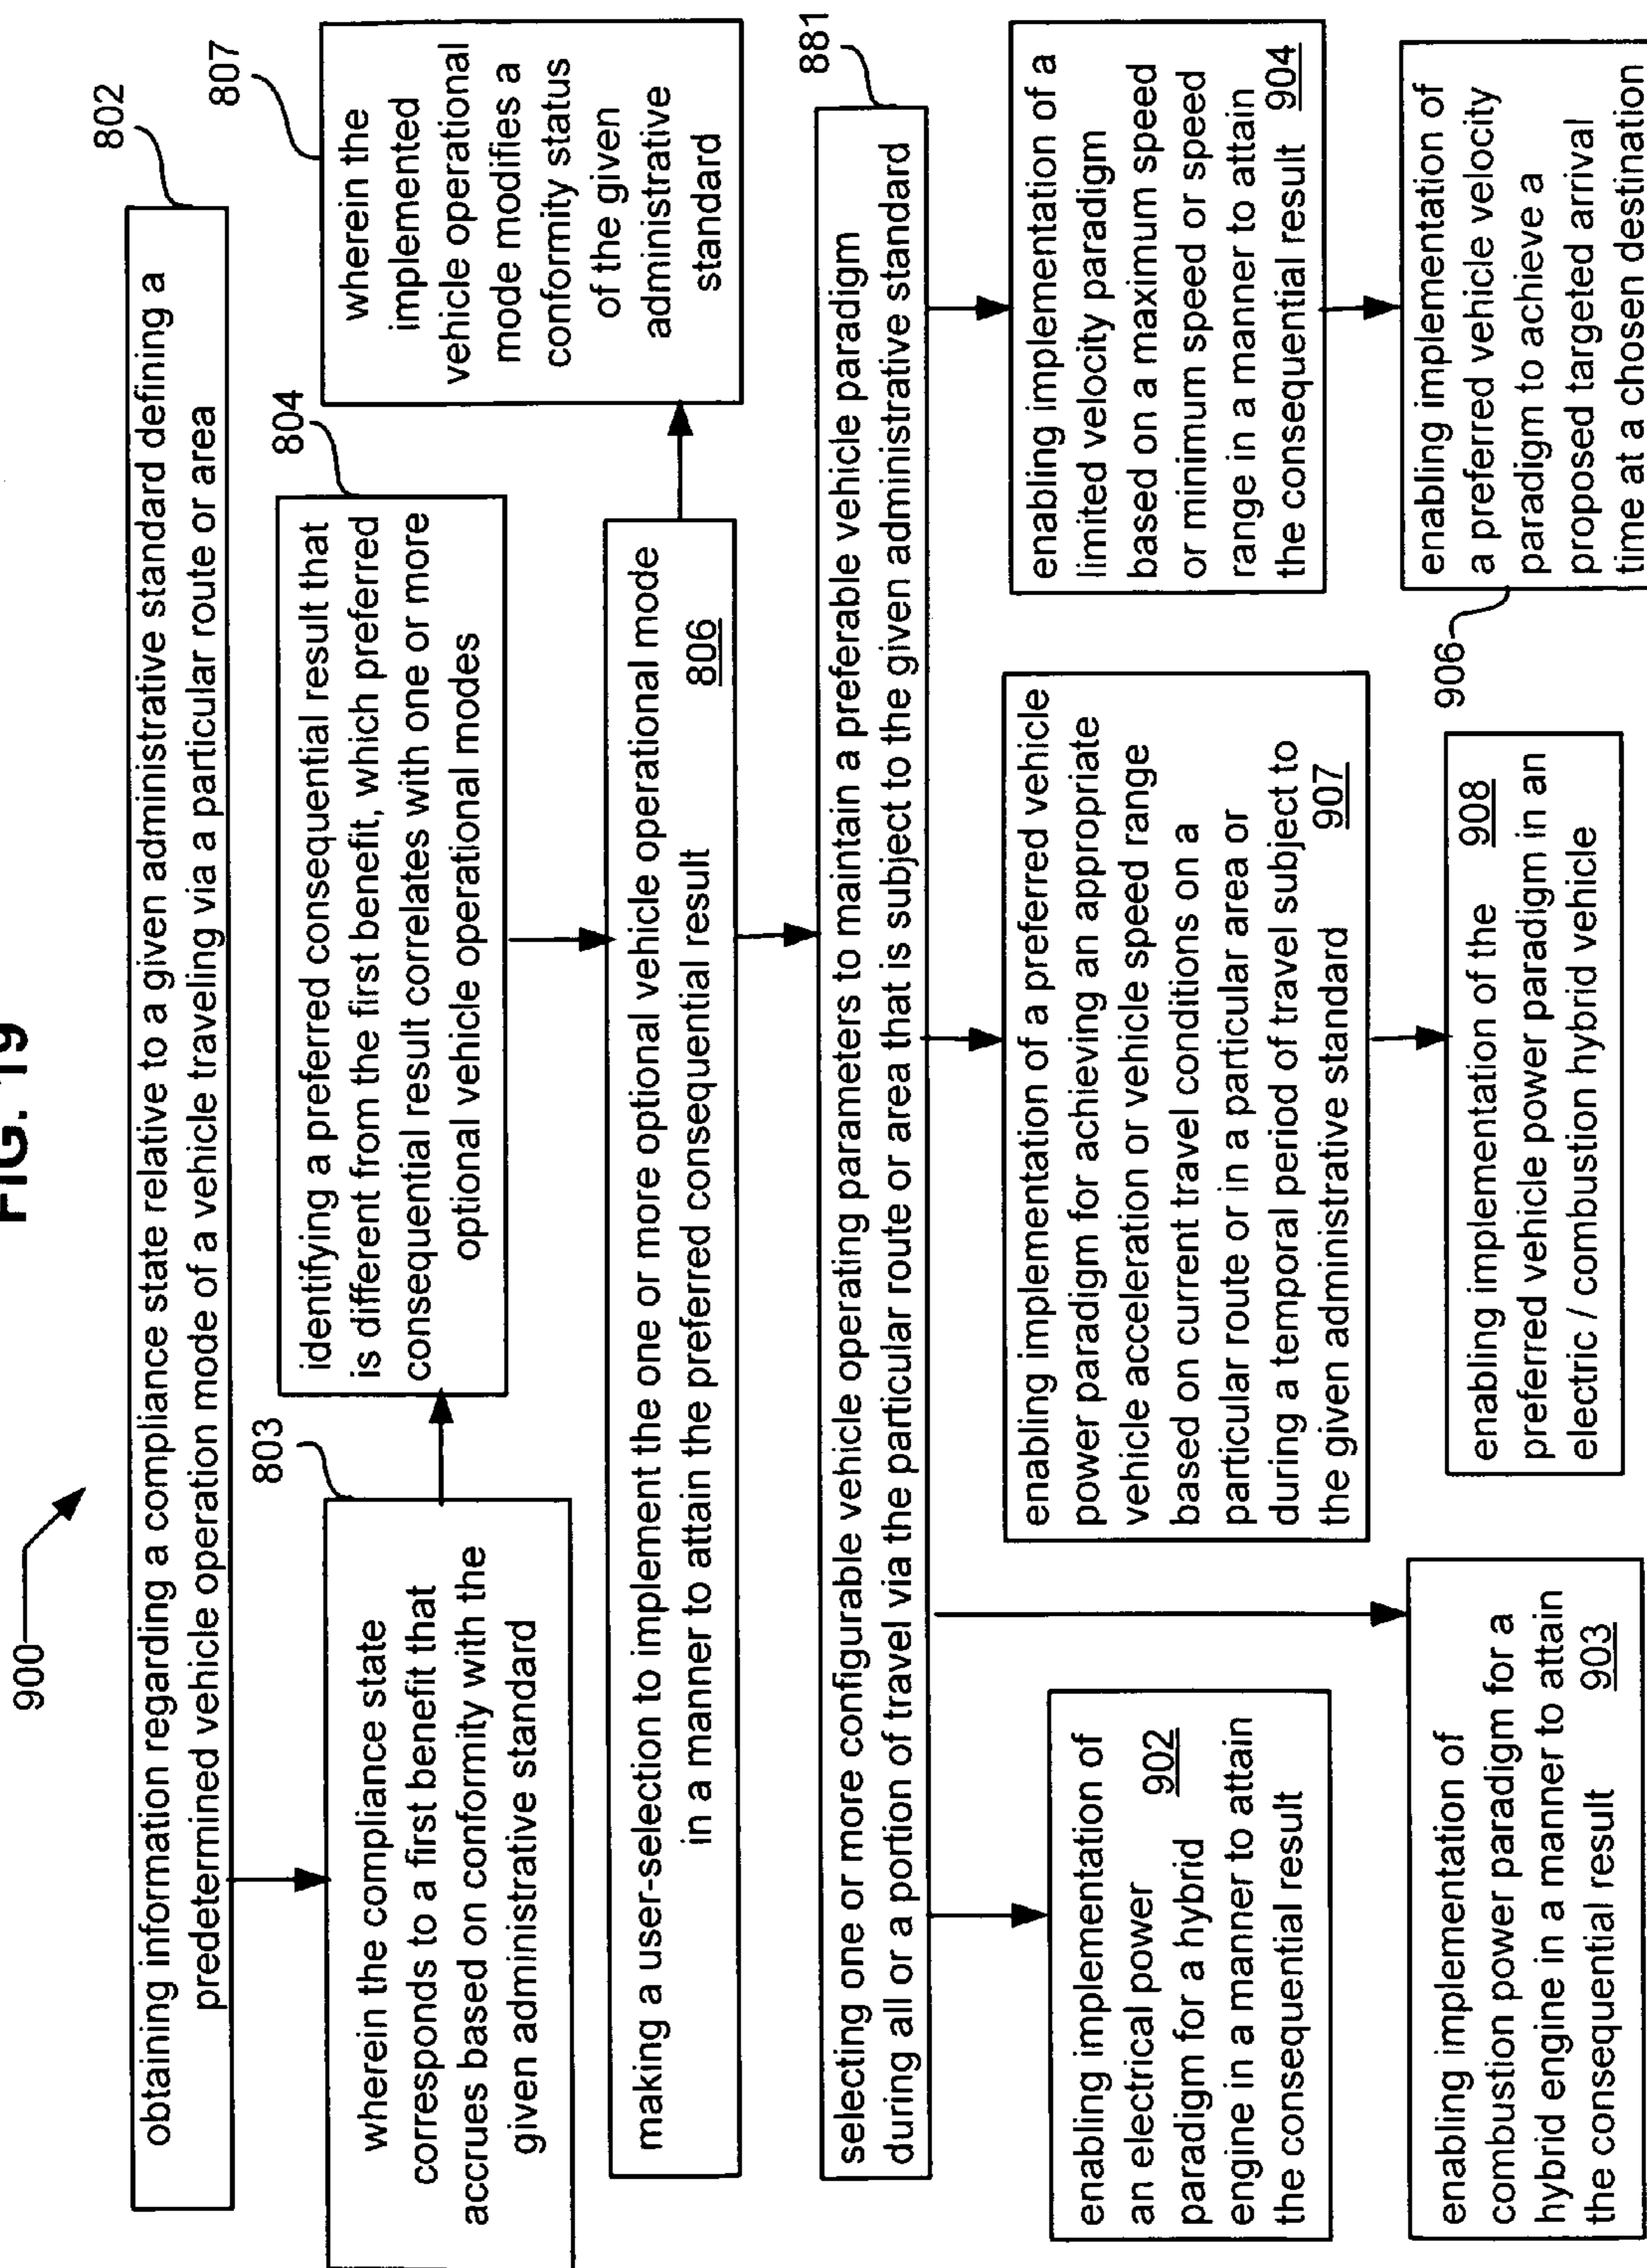 FIG. 19
900
802
obtaining information regarding a compliance state relative to a given administrative standard defining a
predetermined vehicle operation mode of a vehicle traveling via a particular route or area
803
wherein the compliance state
corresponds to a first benefit that
accrues based on conformity with the
given administrative standard
804
identifying a preferred consequential result that
is different from the first benefit, which preferred
consequential result correlates with one or more
optional vehicle operational modes
807
wherein the
implemented
vehicle operational
mode modifies a
conformity status
of the given
administrative
standard
making a user-selection to implement the one or more optional vehicle operational mode
in a manner to attain the preferred consequential result 806
881
selecting one or more configurable vehicle operating parameters to maintain a preferable vehicle paradigm
during all or a portion of travel via the particular route or area that is subject to the given administrative standard
enabling implementation of
an electrical power 902
paradigm for a hybrid
engine in a manner to attain
the consequential result
enabling implementation of
combustion power paradigm for a
hybrid engine in a manner to attain
the consequential result 903
enabling implementation of a preferred vehicle
power paradigm for achieving an appropriate
vehicle acceleration or vehicle speed range
based on current travel conditions on a
particular route or in a particular area or
during a temporal period of travel subject to
the given administrative standard 907
enabling implementation of the 908
preferred vehicle power paradigm in an
electric / combustion hybrid vehicle
enabling implementation of a
limited velocity paradigm
based on a maximum speed
or minimum speed or speed
range in a manner to attain
the consequential result 904
906
enabling implementation of
a preferred vehicle velocity
paradigm to achieve a
proposed targeted arrival
time at a chosen destination